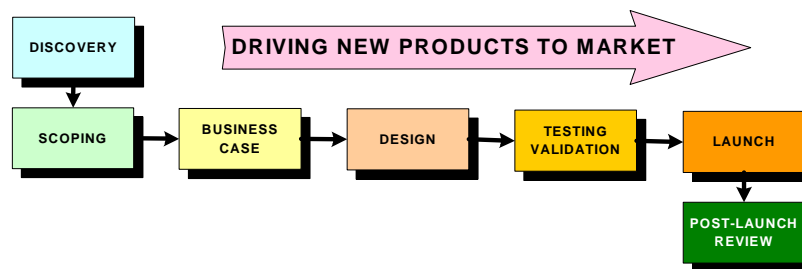 DISCOVERY
DRIVING NEW PRODUCTS TO MARKET
SCOPING
BUSINESS
CASE
DESIGN
TESTING
VALIDATION
LAUNCH
POST-LAUNCH
REVIEW